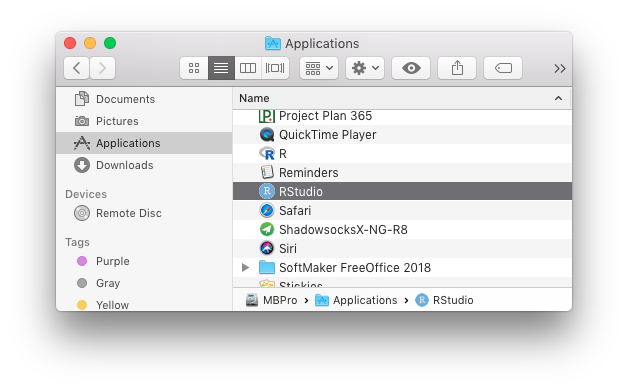 Applications
Documents
Pictures
Applications
Downloads
Devices
Remote Disc
Tags
Purple
Gray
Yellow
Name
Project Plan 365
QuickTime Player
R
Reminders
RStudio
Safari
ShadowsocksX-NG-R8
Siri
SoftMaker FreeOffice 2018
Stickies
MBPro › Applications › RStudio